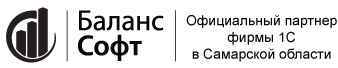 Баланс
Софт
Официальный партнер
фирмы 1С
в Самарской области